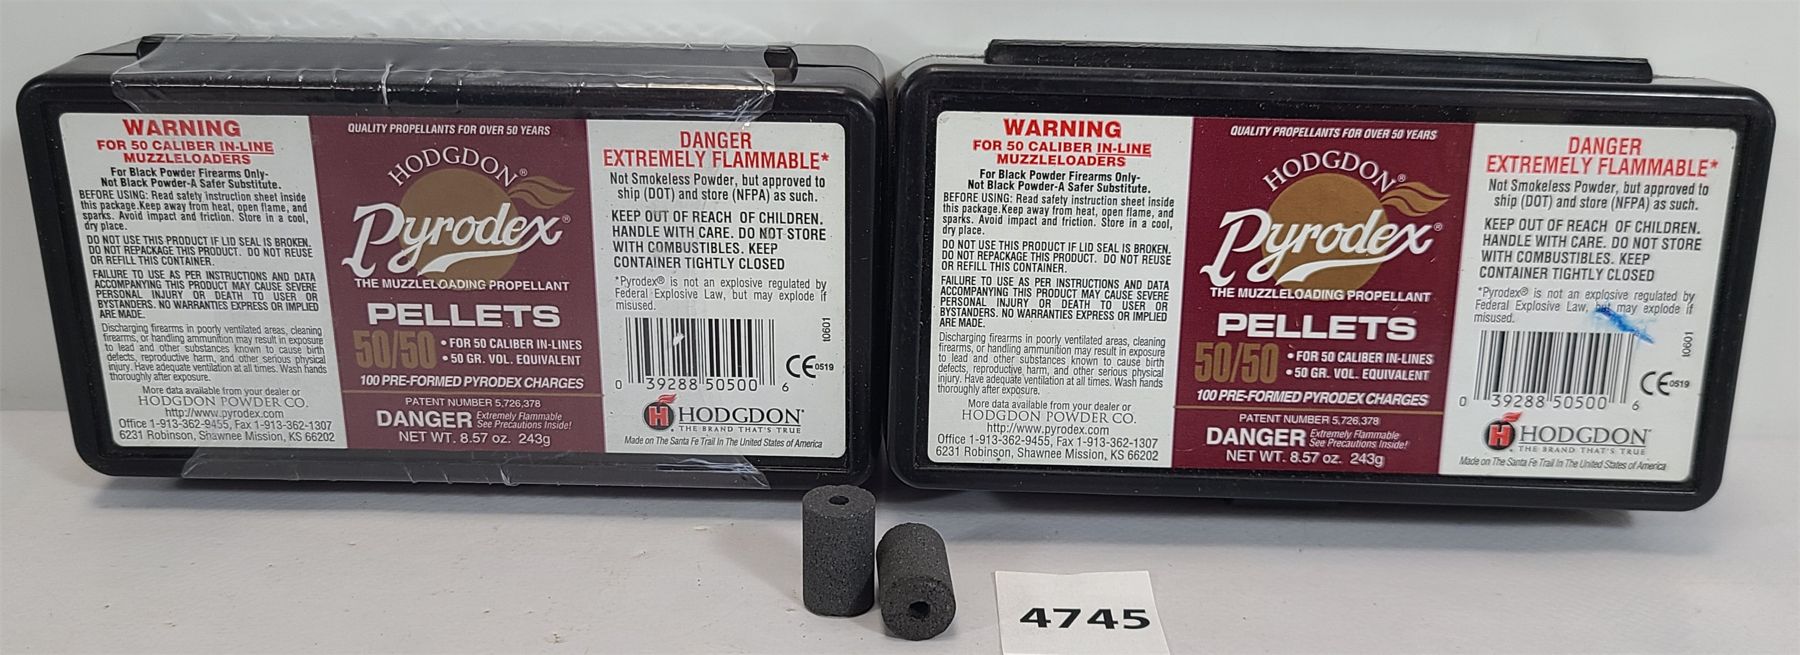 WARNING
FOR 50 CALIBER IN-LINE
MUZZLELOADERS
For Black Powder Firearms Only-
Not Black Powder-A Safer Substitute.
BEFORE USING: Read safety instruction sheet inside
this package.Keep away from heat, open flame, and
sparks. Avoid impact and friction. Store in a cool,
dry place.
DO NOT USE THIS PRODUCT IF LID SEAL IS BROKEN.
DO NOT REPACKAGE THIS PRODUCT. DO NOT REUSE
OR REFILL THIS CONTAINER.
FAILURE TO USE AS PER INSTRUCTIONS AND DATA
ACCOMPANYING THIS PRODUCT MAY CAUSE SEVERE
PERSONAL INJURY OR DEATH TO USER OR
BYSTANDERS. NO WARRANTIES EXPRESS OR IMPLIED
ARE MADE.
Discharging firearms in poorly ventilated areas, cleaning
firearms, or handling ammunition may result in exposure
to lead and other substances known to cause birth
defects, reproductive harm, and other serious physical
injury. Have adequate ventilation at all times. Wash hands
thoroughly after exposure.
More data available from your dealer or
HODGDON POWDER CO.
http://www.pyrodex.com
Office 1-913-362-9455, Fax 1-913-362-1307
6231 Robinson, Shawnee Mission, KS 66202
QUALITY PROPELLANTS FOR OVER 50 YEARS
HODGDON®
Pyrodex®
THE MUZZLELOADING PROPELLANT
PELLETS
50/50
• FOR 50 CALIBER IN-LINES
• 50 GR. VOL. EQUIVALENT
100 PRE-FORMED PYRODEX CHARGES
PATENT NUMBER 5,726,378
DANGER Extremely Flammable
See Precautions Inside!
NET WT. 8.57 oz. 243g
DANGER
EXTREMELY FLAMMABLE*
Not Smokeless Powder, but approved to
ship (DOT) and store (NFPA) as such.
KEEP OUT OF REACH OF CHILDREN.
HANDLE WITH CARE. DO NOT STORE
WITH COMBUSTIBLES. KEEP
CONTAINER TIGHTLY CLOSED
*Pyrodex® is not an explosive regulated by
Federal Explosive Law, but may explode if
misused.
t0601
CE 0519
0 39288 50500 6
H HODGDON®
THE BRAND THAT'S TRUE
Made on The Santa Fe Trail In The United States of America
WARNING
FOR 50 CALIBER IN-LINE
MUZZLELOADERS
For Black Powder Firearms Only-
Not Black Powder-A Safer Substitute.
BEFORE USING: Read safety instruction sheet inside
this package.Keep away from heat, open flame, and
sparks. Avoid impact and friction. Store in a cool,
dry place.
DO NOT USE THIS PRODUCT IF LID SEAL IS BROKEN.
DO NOT REPACKAGE THIS PRODUCT. DO NOT REUSE
OR REFILL THIS CONTAINER.
FAILURE TO USE AS PER INSTRUCTIONS AND DATA
ACCOMPANYING THIS PRODUCT MAY CAUSE SEVERE
PERSONAL INJURY OR DEATH TO USER OR
BYSTANDERS. NO WARRANTIES EXPRESS OR IMPLIED
ARE MADE.
Discharging firearms in poorly ventilated areas, cleaning
firearms, or handling ammunition may result in exposure
to lead and other substances known to cause birth
defects, reproductive harm, and other serious physical
injury. Have adequate ventilation at all times. Wash hands
thoroughly after exposure.
More data available from your dealer or
HODGDON POWDER CO.
http://www.pyrodex.com
Office 1-913-362-9455, Fax 1-913-362-1307
6231 Robinson, Shawnee Mission, KS 66202
QUALITY PROPELLANTS FOR OVER 50 YEARS
HODGDON®
Pyrodex®
THE MUZZLELOADING PROPELLANT
PELLETS
50/50
• FOR 50 CALIBER IN-LINES
• 50 GR. VOL. EQUIVALENT
100 PRE-FORMED PYRODEX CHARGES
PATENT NUMBER 5,726,378
DANGER Extremely Flammable
See Precautions Inside!
NET WT. 8.57 oz. 243g
DANGER
EXTREMELY FLAMMABLE*
Not Smokeless Powder, but approved to
ship (DOT) and store (NFPA) as such.
KEEP OUT OF REACH OF CHILDREN.
HANDLE WITH CARE. DO NOT STORE
WITH COMBUSTIBLES. KEEP
CONTAINER TIGHTLY CLOSED
*Pyrodex® is not an explosive regulated by
Federal Explosive Law, but may explode if
misused.
t0601
CE 0519
0 39288 50500 6
H HODGDON®
THE BRAND THAT'S TRUE
Made on The Santa Fe Trail In The United States of America
4745